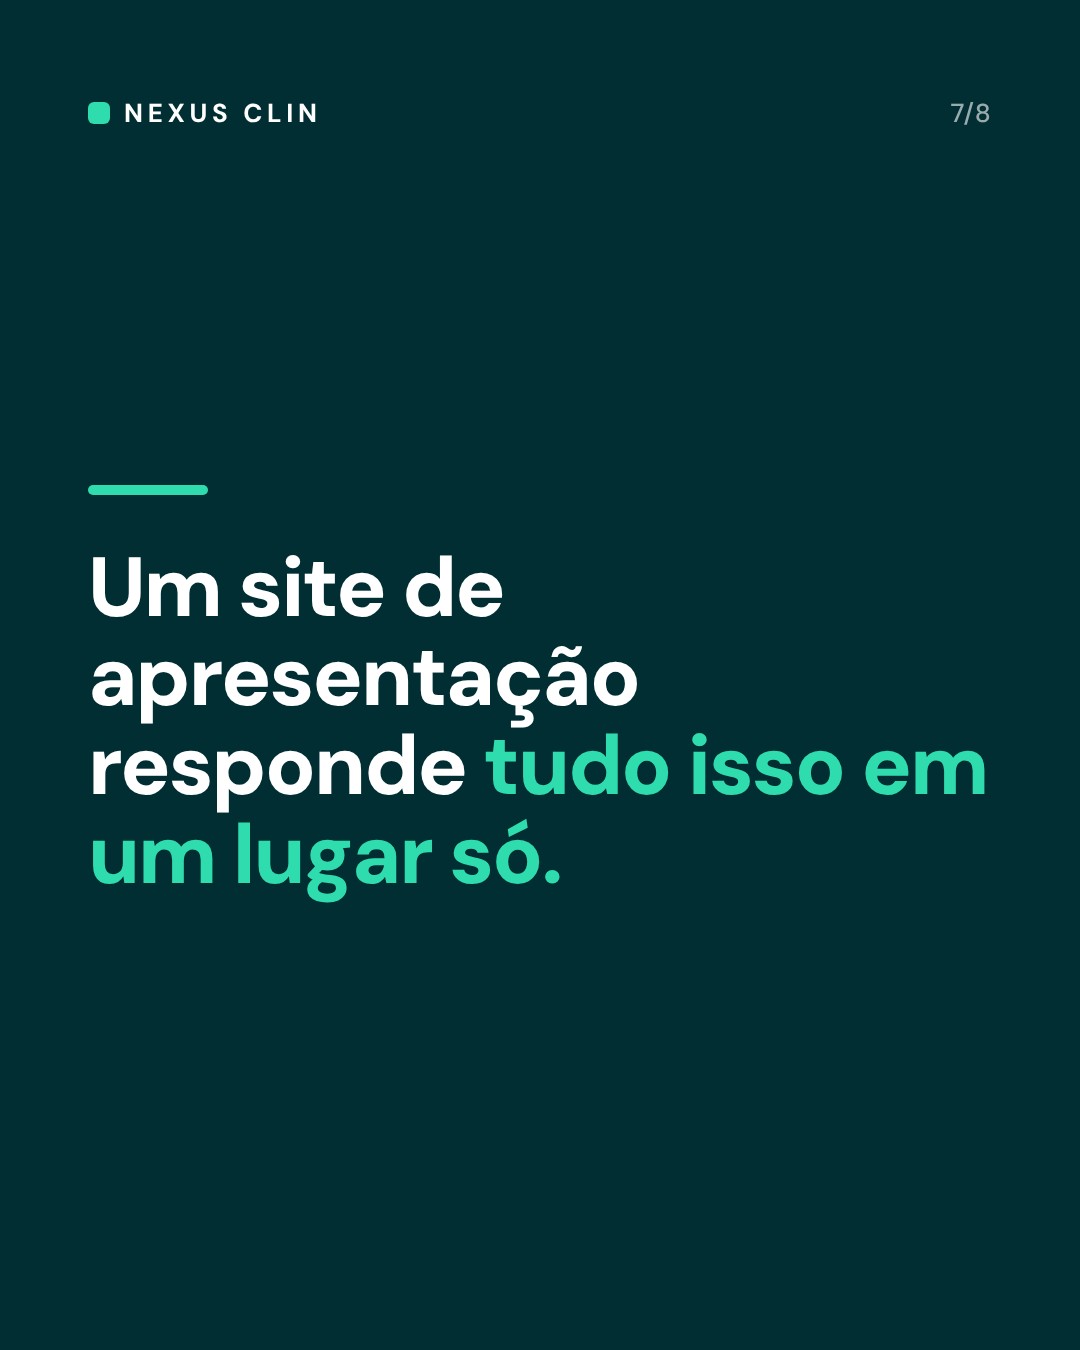 NEXUS CLIN
7/8
Um site de
apresentação
responde tudo isso em
um lugar só.